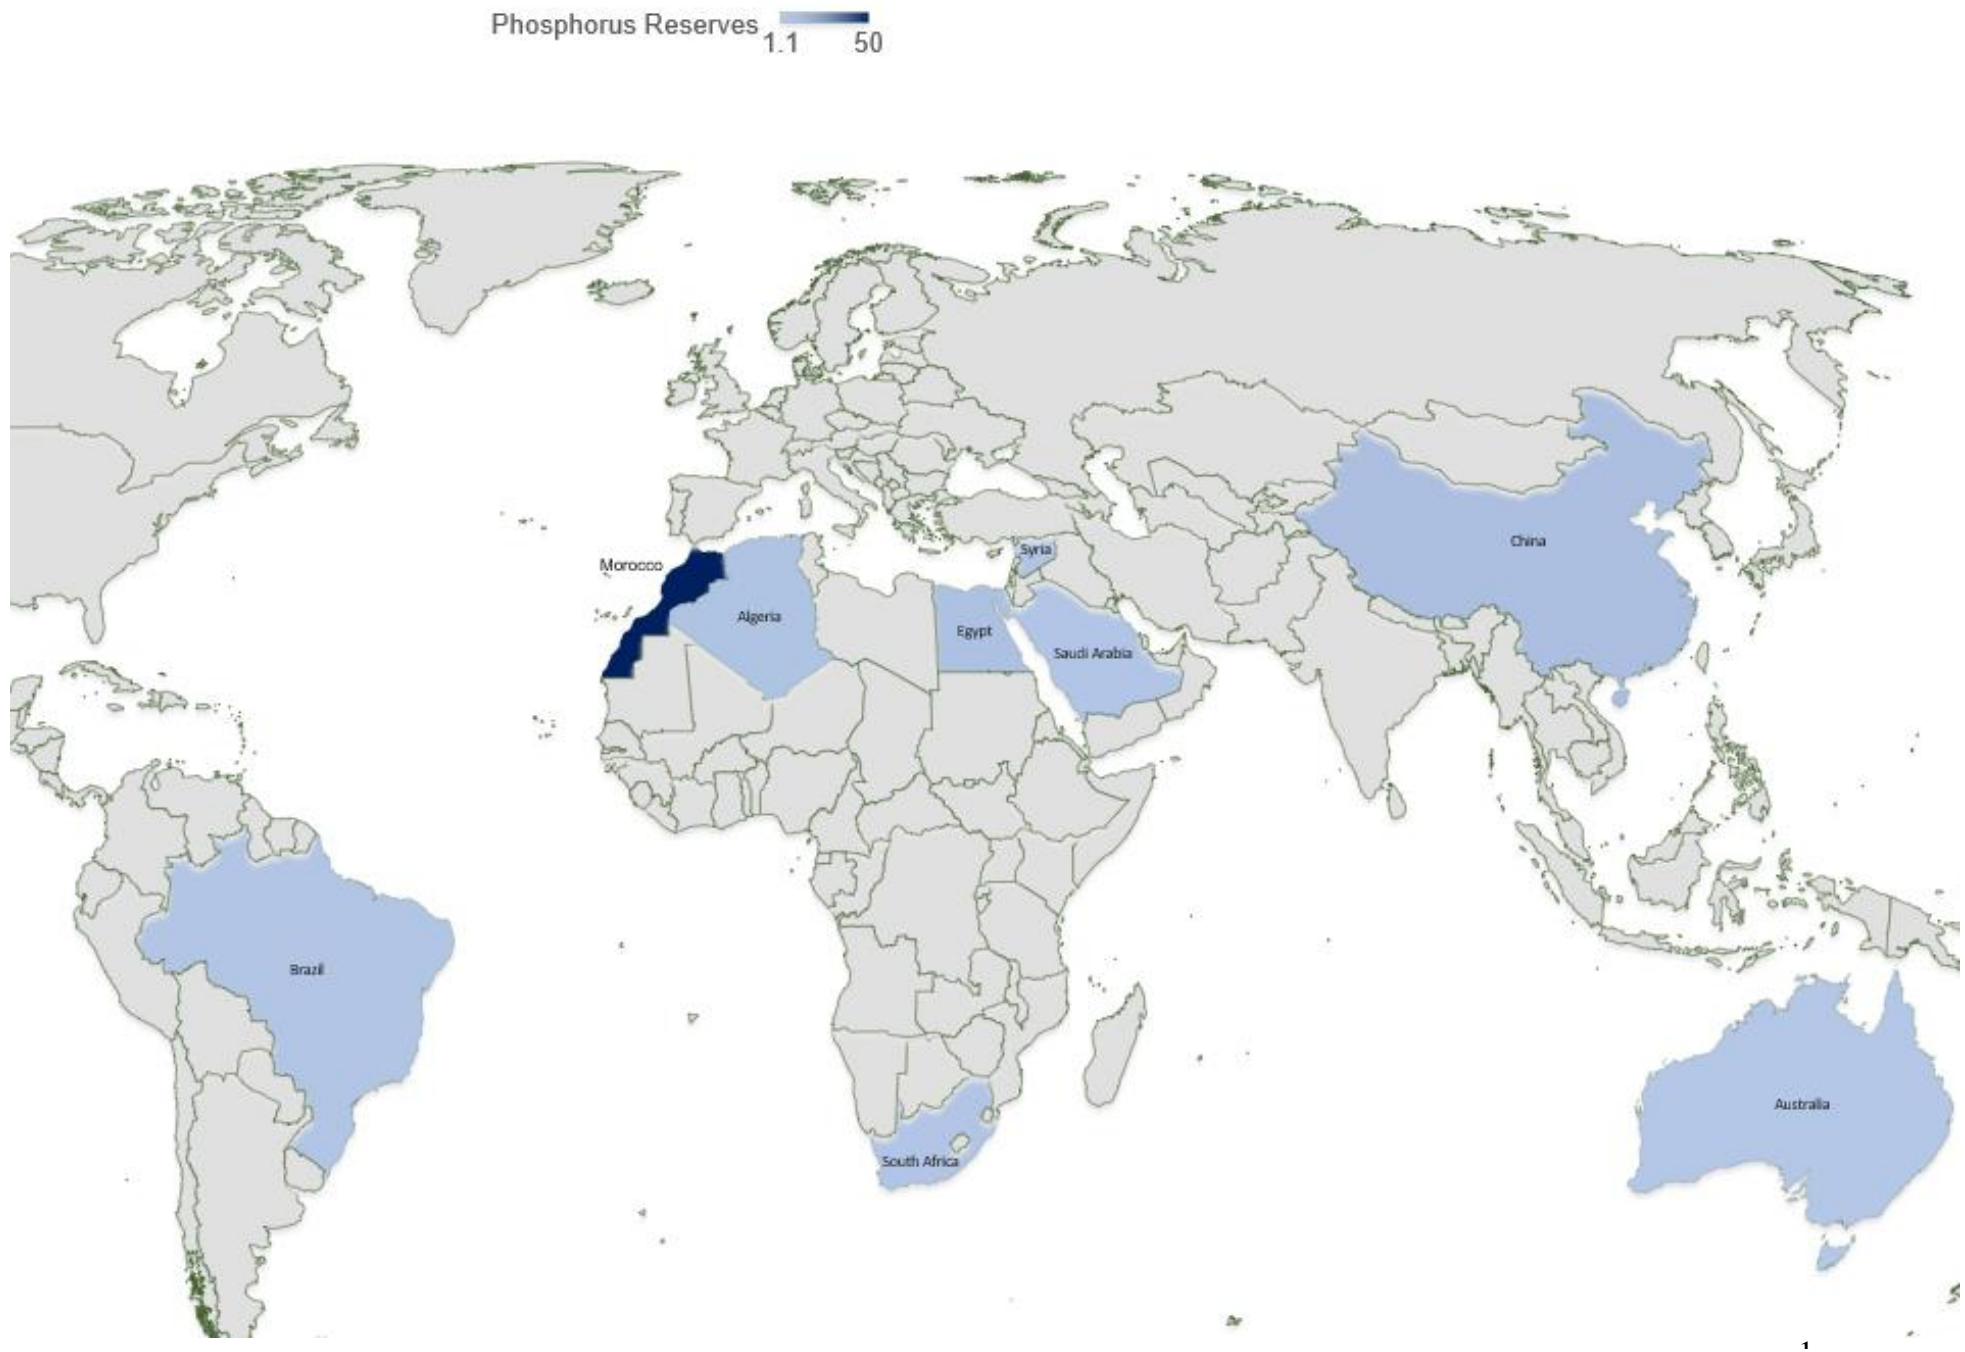 Phosphorus Reserves
1.1 50
Syria
China
Morocco
Algeria
Egypt
Saudi Arabia
Brazil
Australia
South Africa
1